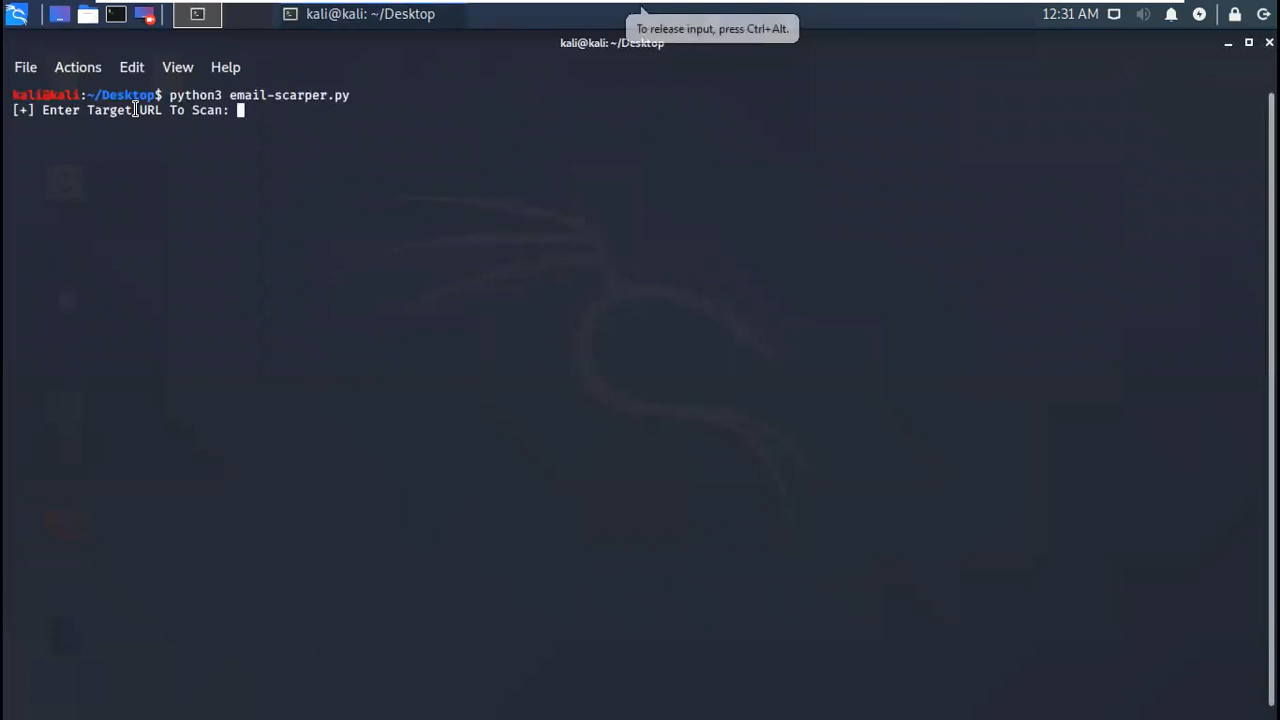 kali@kali: ~/Desktop
12:31 AM
To release input, press Ctrl+Alt.
kali@kali: ~/Desktop
File Actions Edit View Help
kali@kali:~/Desktop$ python3 email-scarper.py
[+] Enter Target URL To Scan: